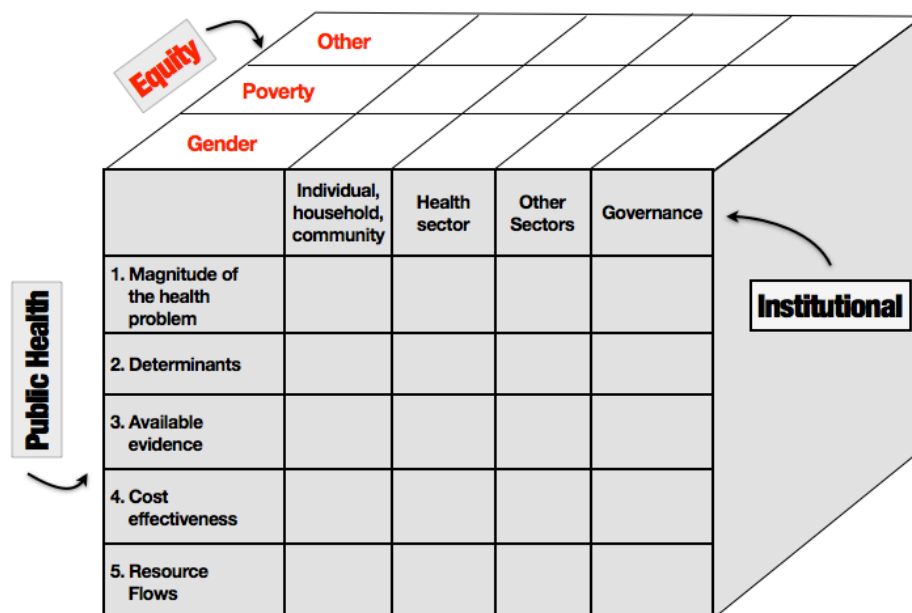 Equity
Other
Poverty
Gender
Individual,
household,
community
Health
sector
Other
Sectors
Governance
Institutional
Public Health
1. Magnitude of
the health
problem
2. Determinants
3. Available
evidence
4. Cost
effectiveness
5. Resource
Flows